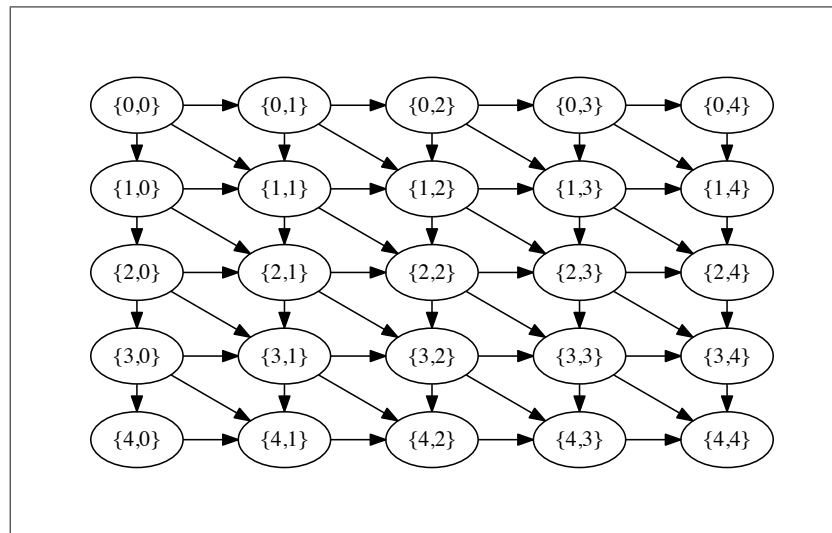 {0,0} {0,1} {0,2} {0,3} {0,4}
{1,0} {1,1} {1,2} {1,3} {1,4}
{2,0} {2,1} {2,2} {2,3} {2,4}
{3,0} {3,1} {3,2} {3,3} {3,4}
{4,0} {4,1} {4,2} {4,3} {4,4}